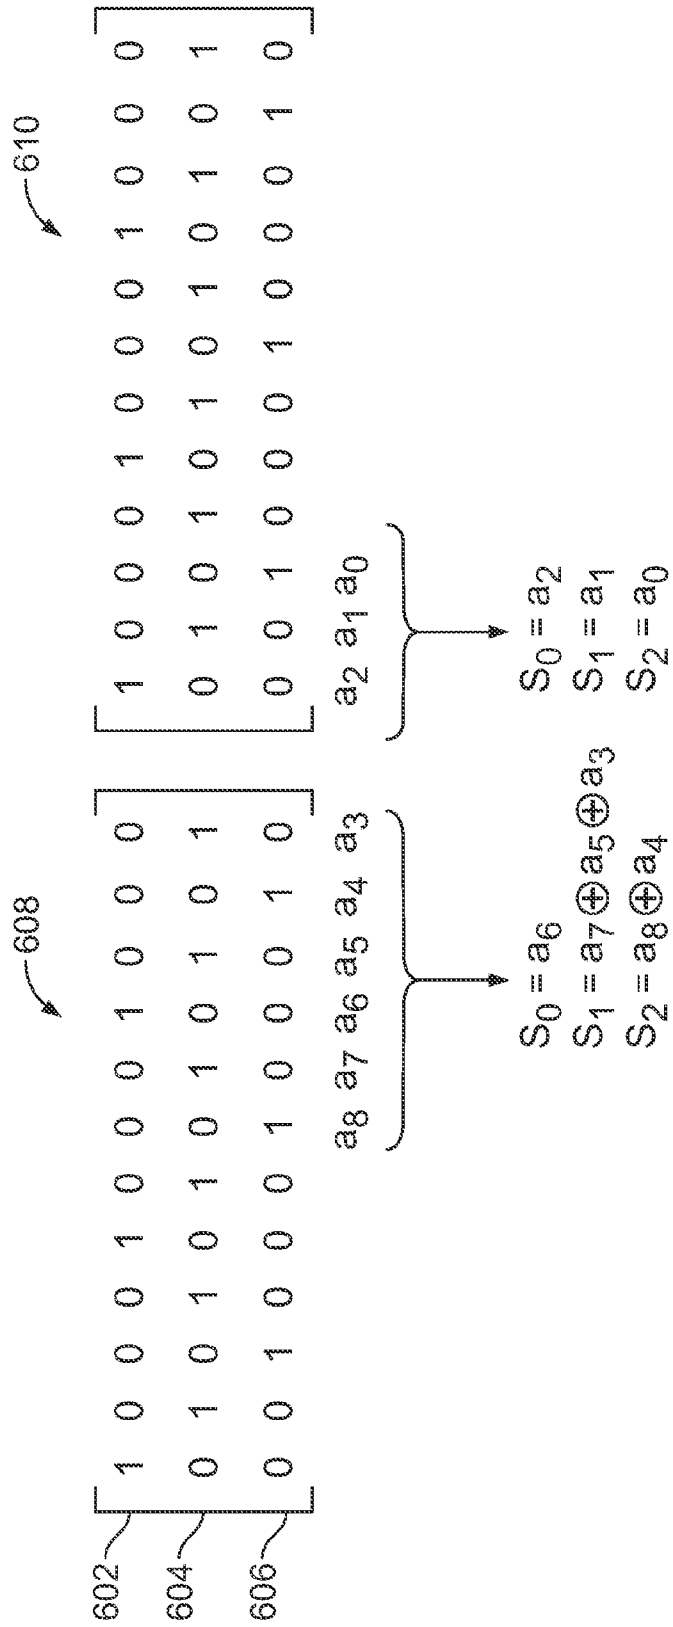 608 610
602 1 0 0 0 1 0 0 0 1 0 0 0 1 0 0 0 1 0 0 0 1 0 0 0
604 0 1 0 1 0 1 0 1 0 1 0 1 0 1 0 1 0 1 0 1 0 1 0 1
606 0 0 1 0 0 0 1 0 0 0 1 0 0 0 1 0 0 0 1 0 0 0 1 0
a8 a7 a6 a5 a4 a3 a2 a1 a0
S0 = a6
S1 = a7⊕a5⊕a3
S2 = a8⊕a4
S0 = a2
S1 = a1
S2 = a0